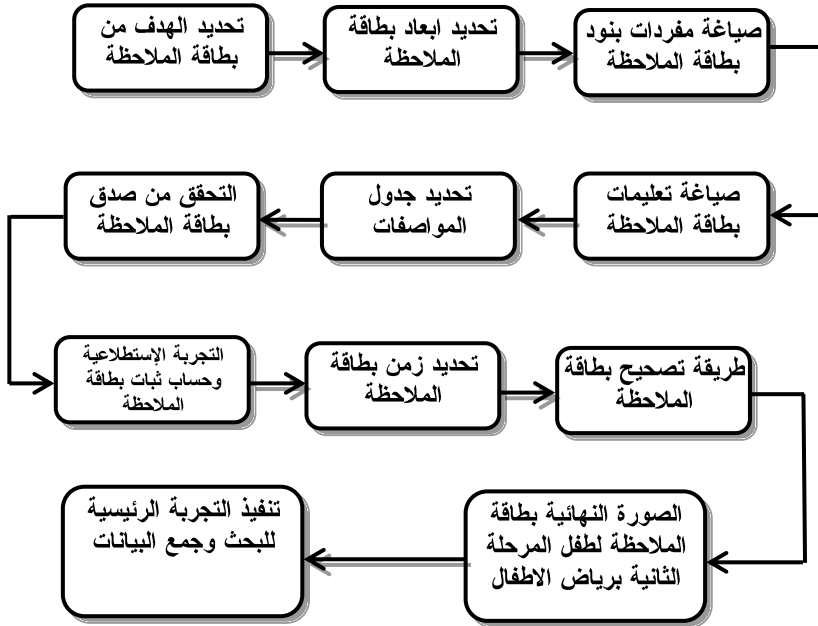 تحديد الهدف من
بطاقة الملاحظة
تحديد ابعاد بطاقة
الملاحظة
صياغة مفردات بنود
بطاقة الملاحظة
صياغة تعليمات
بطاقة الملاحظة
تحديد جدول
المواصفات
التحقق من صدق
بطاقة الملاحظة
التجربة الإستطلاعية
وحساب ثبات بطاقة
الملاحظة
تحديد زمن بطاقة
الملاحظة
طريقة تصحيح بطاقة
الملاحظة
الصورة النهائية بطاقة
الملاحظة لطفل المرحلة
الثانية برياض الاطفال
تنفيذ التجربة الرئيسية
للبحث وجمع البيانات